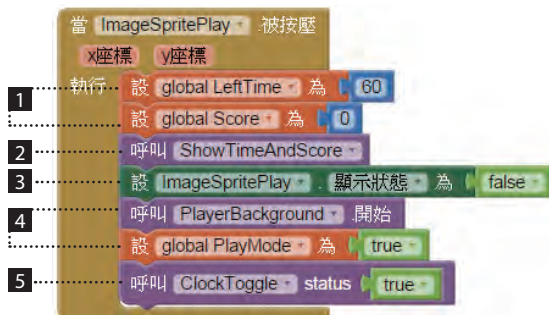 當 ImageSpritePlay .被按壓
x座標 y座標
執行 設 global LeftTime 為 60
1
設 global Score 為 0
2 呼叫 ShowTimeAndScore
3 設 ImageSpritePlay . 顯示狀態 為 false
呼叫 PlayerBackground .開始
4
設 global PlayMode 為 true
5 呼叫 ClockToggle status true